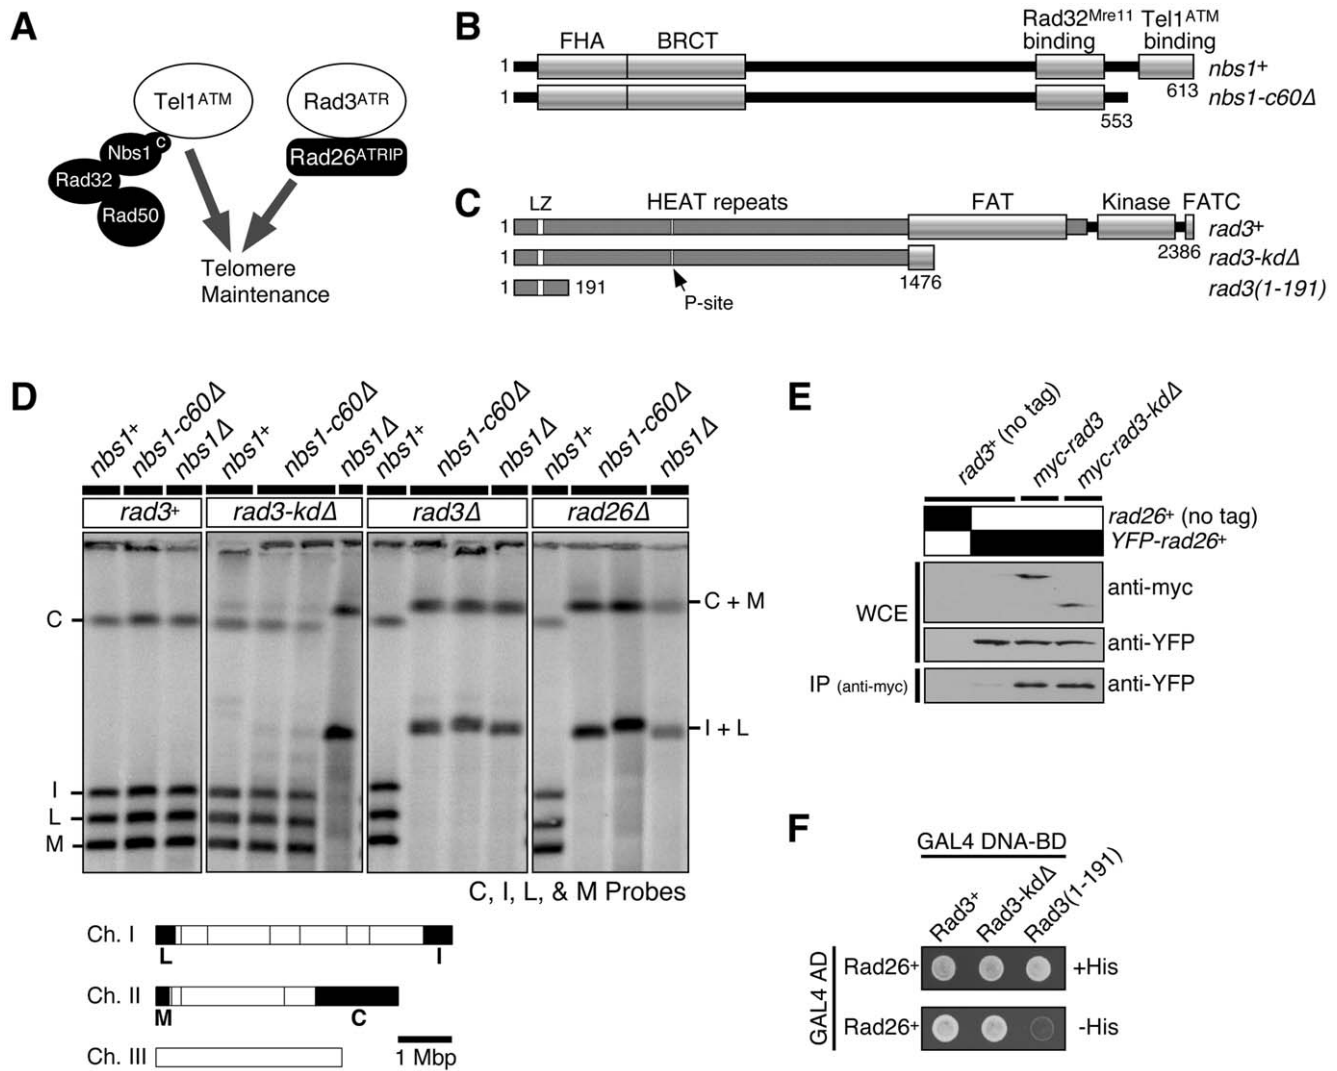 A
Tel1ATM
Rad3ATR
Nbs1
C
Rad26ATRIP
Rad32
Rad50
Telomere
Maintenance
B
FHA
BRCT
Rad32Mre11
binding
Tel1ATM
binding
1
nbs1+
613
1
nbs1-c60Δ
553
C
LZ
HEAT repeats
FAT
Kinase
FATC
1
rad3+
2386
1
rad3-kdΔ
1476
1
191
rad3(1-191)
P-site
D
nbs1+
nbs1-c60Δ
nbs1Δ
nbs1+
nbs1-c60Δ
nbs1Δ
nbs1+
nbs1-c60Δ
nbs1Δ
nbs1+
nbs1-c60Δ
nbs1Δ
rad3+
rad3-kdΔ
rad3Δ
rad26Δ
C
C + M
I + L
I
L
M
C, I, L, & M Probes
Ch. I
L
I
Ch. II
M
C
Ch. III
1 Mbp
E
rad3+ (no tag)
myc-rad3
myc-rad3-kdΔ
rad26+ (no tag)
YFP-rad26+
WCE
anti-myc
anti-YFP
IP (anti-myc)
anti-YFP
F
GAL4 DNA-BD
Rad3+
Rad3-kdΔ
Rad3(1-191)
GAL4 AD
Rad26+
+His
Rad26+
-His